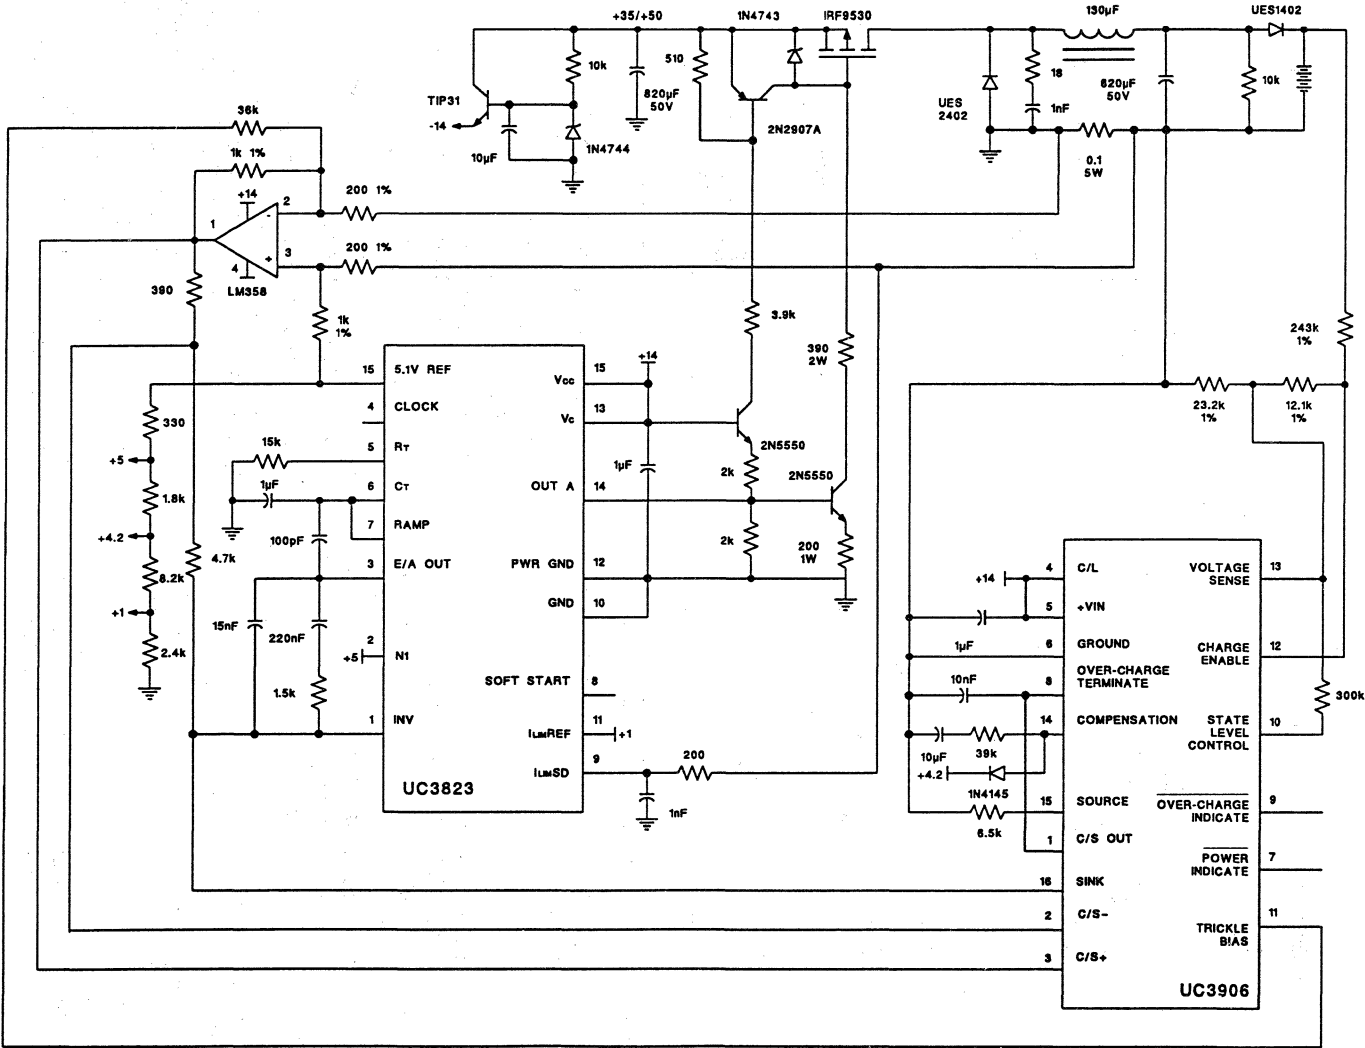 +35/+50
1N4743
IRF9530
130µF
UES1402
10k
510
18
10k
820µF
50V
620µF
50V
TIP31
-14
UES
2402
1nF
2N2907A
10µF
1N4744
0.1
5W
36k
1k 1%
+14
200 1%
2
-
1
200 1%
3
+
4
LM358
390
1k
1%
3.9k
390
2W
243k
1%
+14
15
5.1V REF
Vcc
15
23.2k
1%
12.1k
1%
4
CLOCK
Vc
13
330
2N5550
5
RT
15k
+5
2k
2N5550
1µF
1µF
6
CT
OUT A
14
1.8k
7
RAMP
100pF
+4.2
2k
200
1W
4.7k
3
E/A OUT
PWR GND
12
8.2k
GND
10
+1
15nF
220nF
2
N1
+5
2.4k
SOFT START
8
1.5k
1
INV
ILIMREF
11
+1
ILIMSD
9
200
UC3823
1nF
+14
4
C/L
VOLTAGE
SENSE
13
5
+VIN
1µF
6
GROUND
CHARGE
ENABLE
12
10nF
8
OVER-CHARGE
TERMINATE
300k
14
COMPENSATION
STATE
LEVEL
CONTROL
10
10µF
39k
+4.2
1N4145
15
SOURCE
OVER-CHARGE
INDICATE
9
6.5k
1
C/S OUT
POWER
INDICATE
7
16
SINK
2
C/S-
TRICKLE
BIAS
11
3
C/S+
UC3906